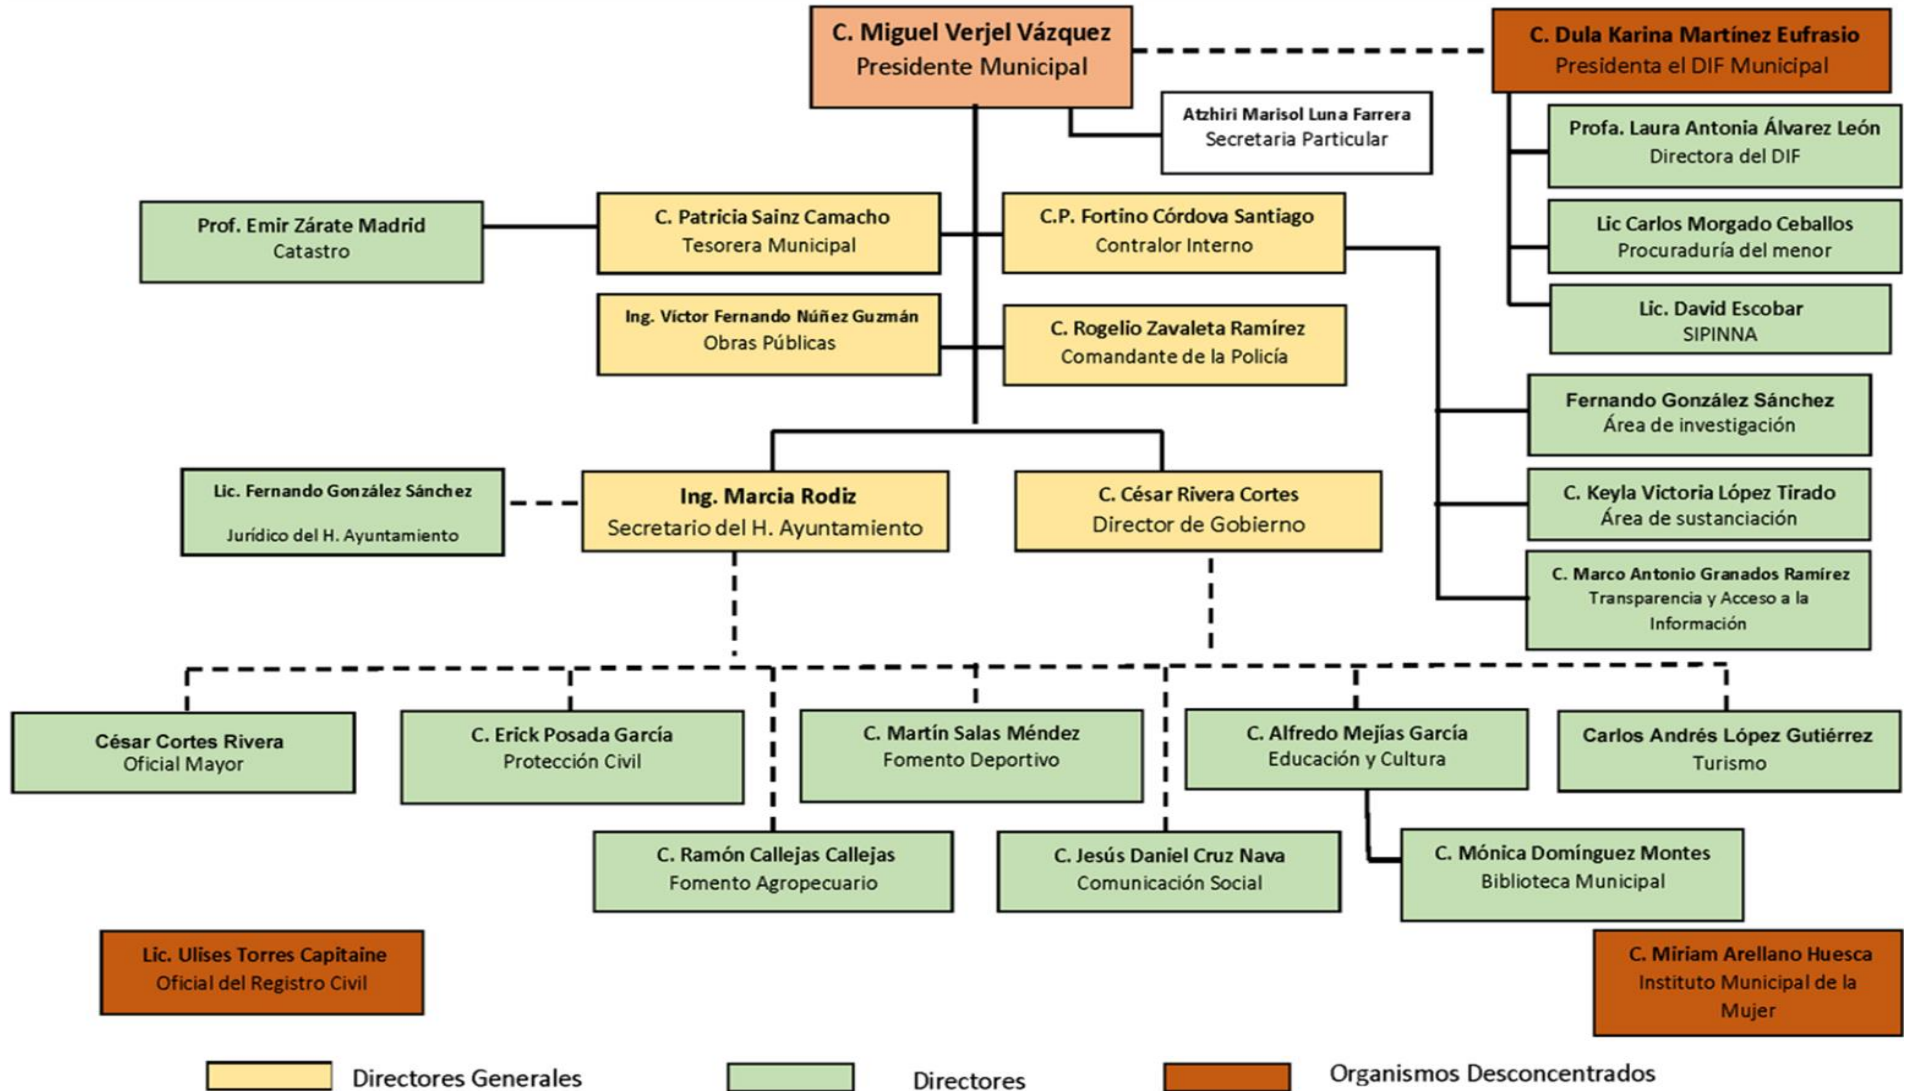 C. Miguel Verjel Vázquez
Presidente Municipal
C. Dula Karina Martínez Eufrasio
Presidenta el DIF Municipal
Atzhiri Marisol Luna Farrera
Secretaria Particular
Profa. Laura Antonia Álvarez León
Directora del DIF
Prof. Emir Zárate Madrid
Catastro
C. Patricia Sainz Camacho
Tesorera Municipal
C.P. Fortino Córdova Santiago
Contralor Interno
Lic Carlos Morgado Ceballos
Procuraduría del menor
Ing. Víctor Fernando Núñez Guzmán
Obras Públicas
C. Rogelio Zavaleta Ramírez
Comandante de la Policía
Lic. David Escobar
SIPINNA
Fernando González Sánchez
Área de investigación
Lic. Fernando González Sánchez
Jurídico del H. Ayuntamiento
Ing. Marcia Rodiz
Secretario del H. Ayuntamiento
C. César Rivera Cortes
Director de Gobierno
C. Keyla Victoria López Tirado
Área de sustanciación
C. Marco Antonio Granados Ramírez
Transparencia y Acceso a la
Información
César Cortes Rivera
Oficial Mayor
C. Erick Posada García
Protección Civil
C. Martín Salas Méndez
Fomento Deportivo
C. Alfredo Mejías García
Educación y Cultura
Carlos Andrés López Gutiérrez
Turismo
C. Ramón Callejas Callejas
Fomento Agropecuario
C. Jesús Daniel Cruz Nava
Comunicación Social
C. Mónica Domínguez Montes
Biblioteca Municipal
Lic. Ulises Torres Capitaine
Oficial del Registro Civil
C. Miriam Arellano Huesca
Instituto Municipal de la
Mujer
Directores Generales
Directores
Organismos Desconcentrados